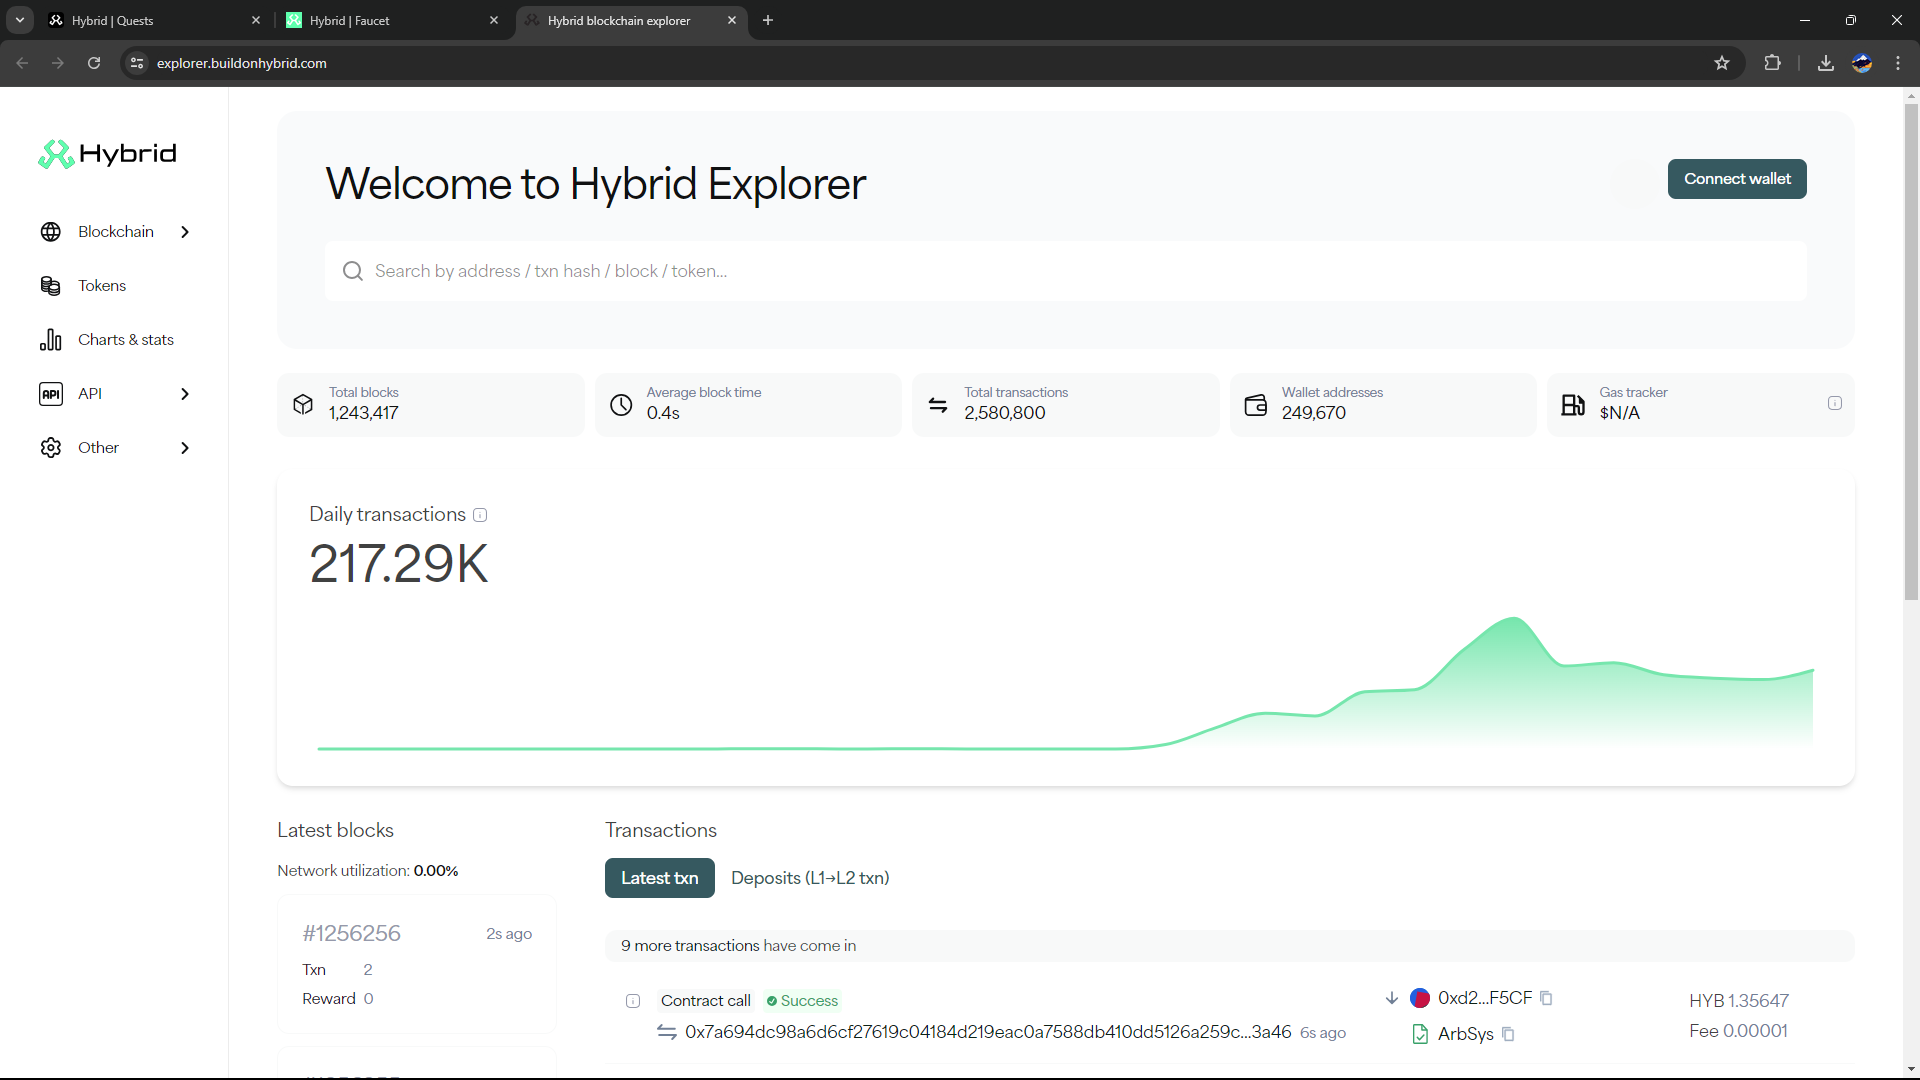 Hybrid | Quests
Hybrid | Faucet
Hybrid blockchain explorer
explorer.buildonhybrid.com
Hybrid
Blockchain
Tokens
Charts & stats
API
API
Other
Welcome to Hybrid Explorer
Connect wallet
Search by address / txn hash / block / token...
Total blocks
1,243,417
Average block time
0.4s
Total transactions
2,580,800
Wallet addresses
249,670
Gas tracker
$N/A
Daily transactions
217.29K
Latest blocks
Network utilization: 0.00%
#1256256 2s ago
Txn 2
Reward 0
Transactions
Latest txn Deposits (L1→L2 txn)
9 more transactions have come in
Contract call Success
0x7a694dc98a6d6cf27619c04184d219eac0a7588db410dd5126a259c...3a46 6s ago
0xd2...F5CF
ArbSys
HYB 1.35647
Fee 0.00001